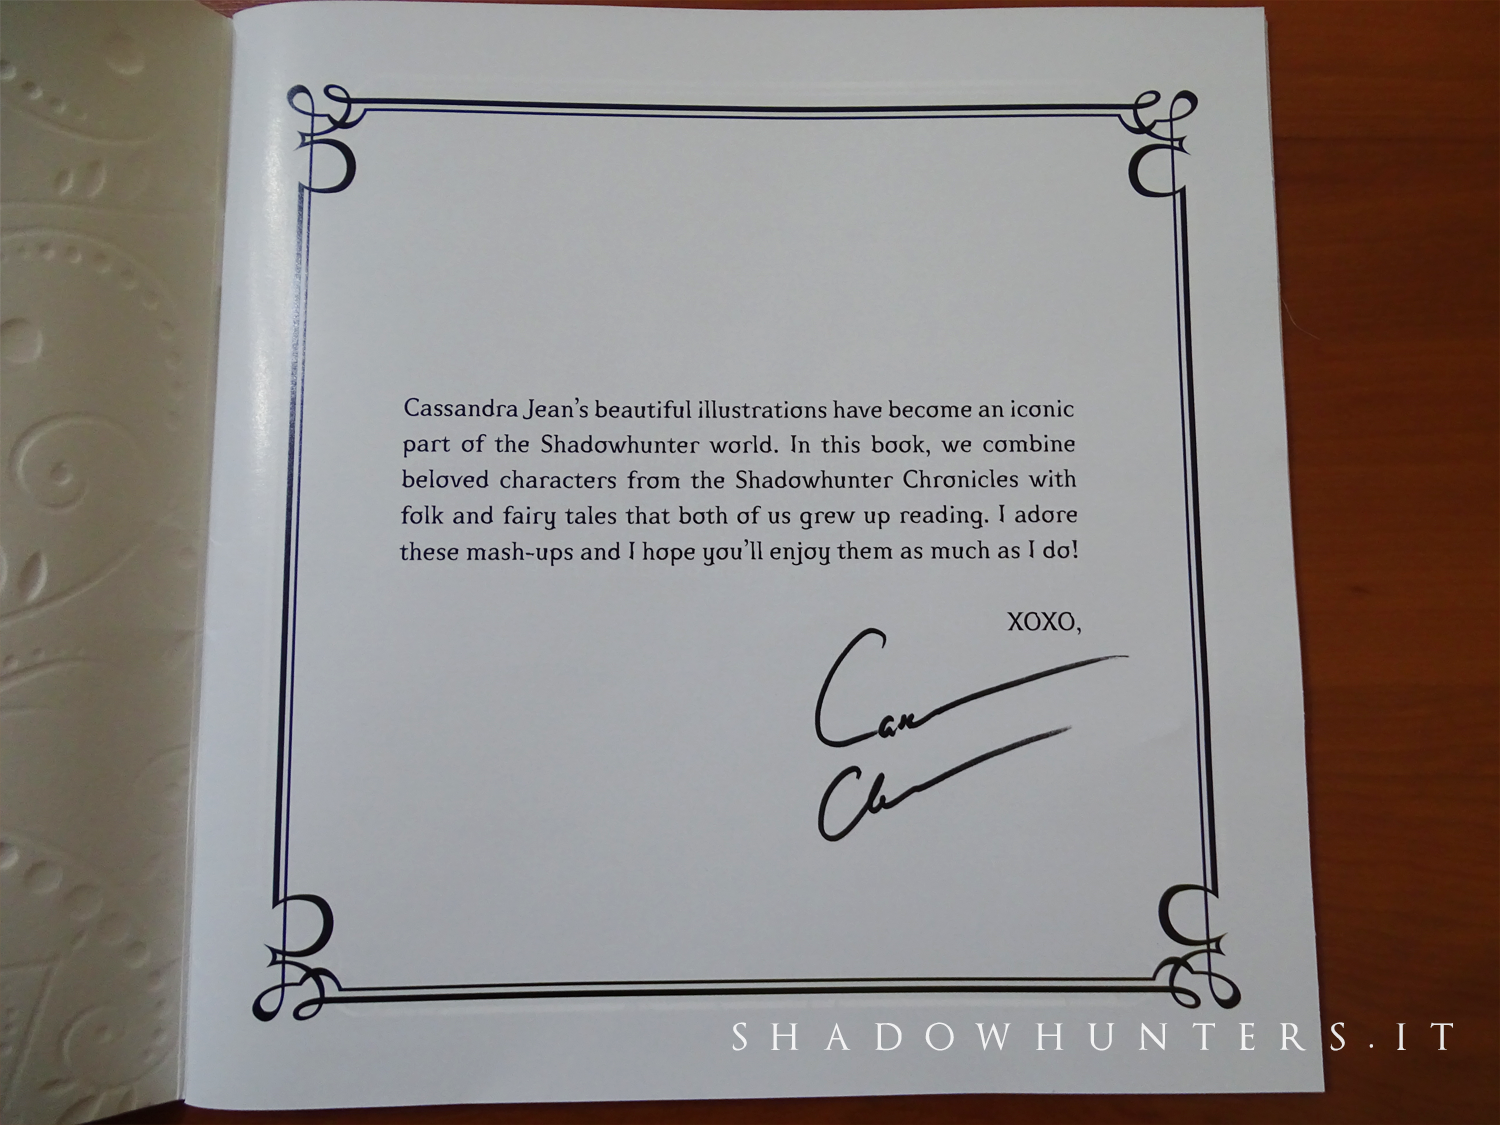 Cassandra Jean's beautiful illustrations have become an iconic
part of the Shadowhunter world. In this book, we combine
beloved characters from the Shadowhunter Chronicles with
folk and fairy tales that both of us grew up reading. I adore
these mash-ups and I hope you'll enjoy them as much as I do!
XOXO,
SHADOWHUNTERS.IT